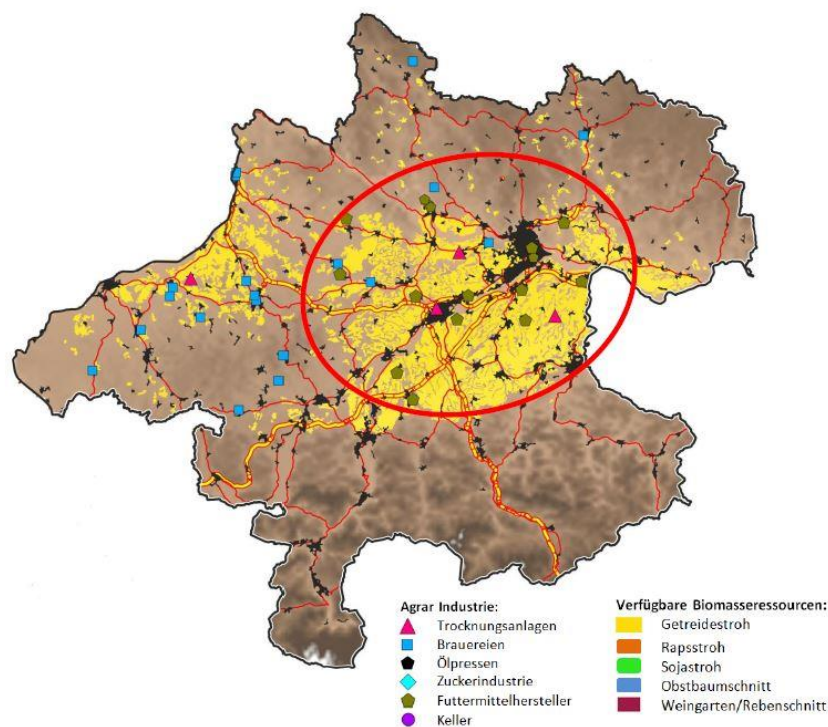 Agrar Industrie:
Trocknungsanlagen
Brauereien
Ölpressen
Zuckerindustrie
Futtermittelhersteller
Keller
Verfügbare Biomasseressourcen:
Getreidestroh
Rapsstroh
Sojastroh
Obstbaumschnitt
Weingarten/Rebenschnitt